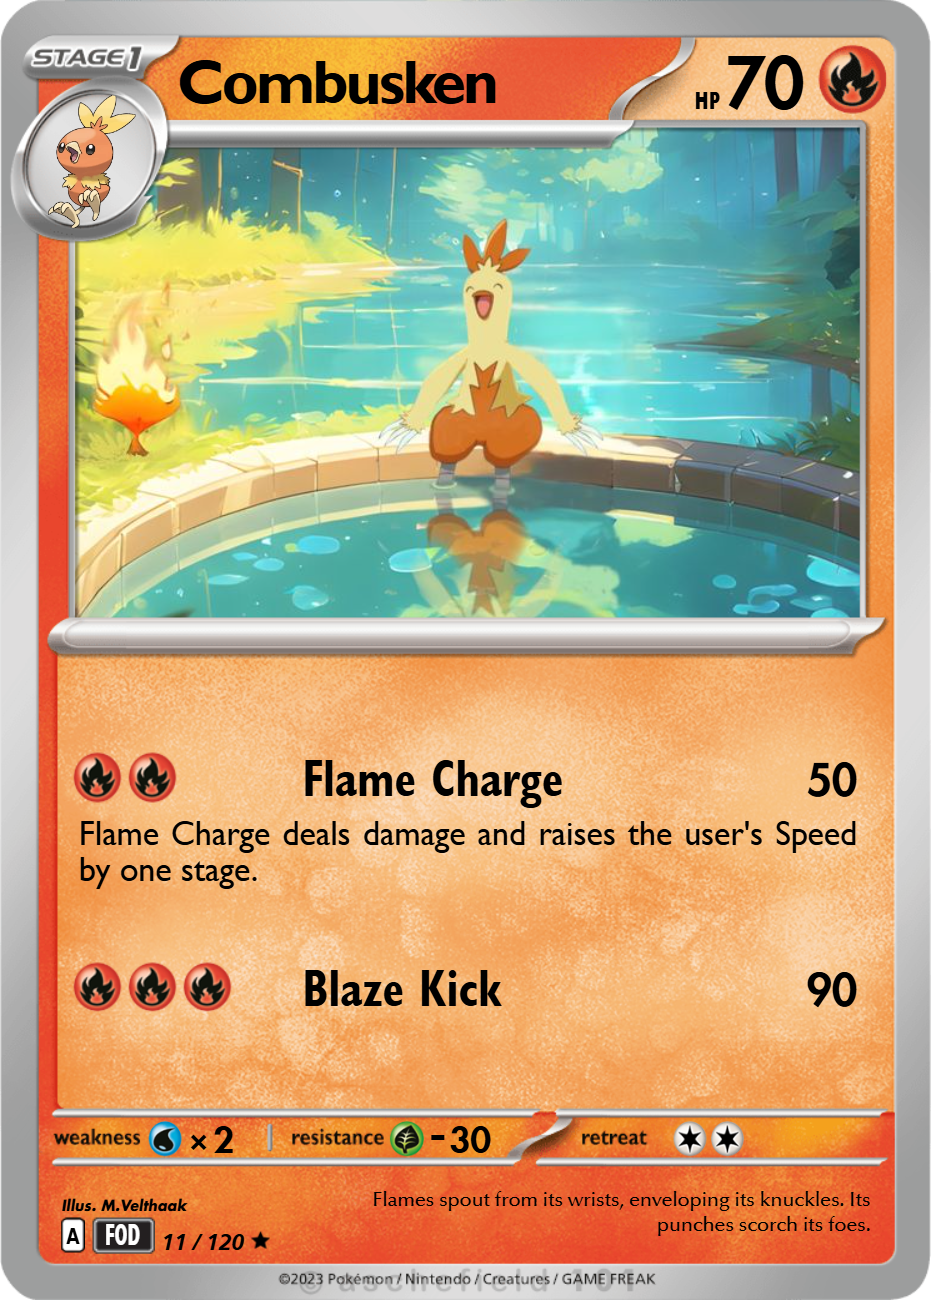 STAGE1
Combusken
HP 70
Flame Charge 50
Flame Charge deals damage and raises the user's Speed
by one stage.
Blaze Kick 90
weakness ×2 resistance -30 retreat
Illus. M.Velthaak
Flames spout from its wrists, enveloping its knuckles. Its
punches scorch its foes.
A FOD 11 / 120 ★
©2023 Pokémon / Nintendo / Creatures / GAME FREAK